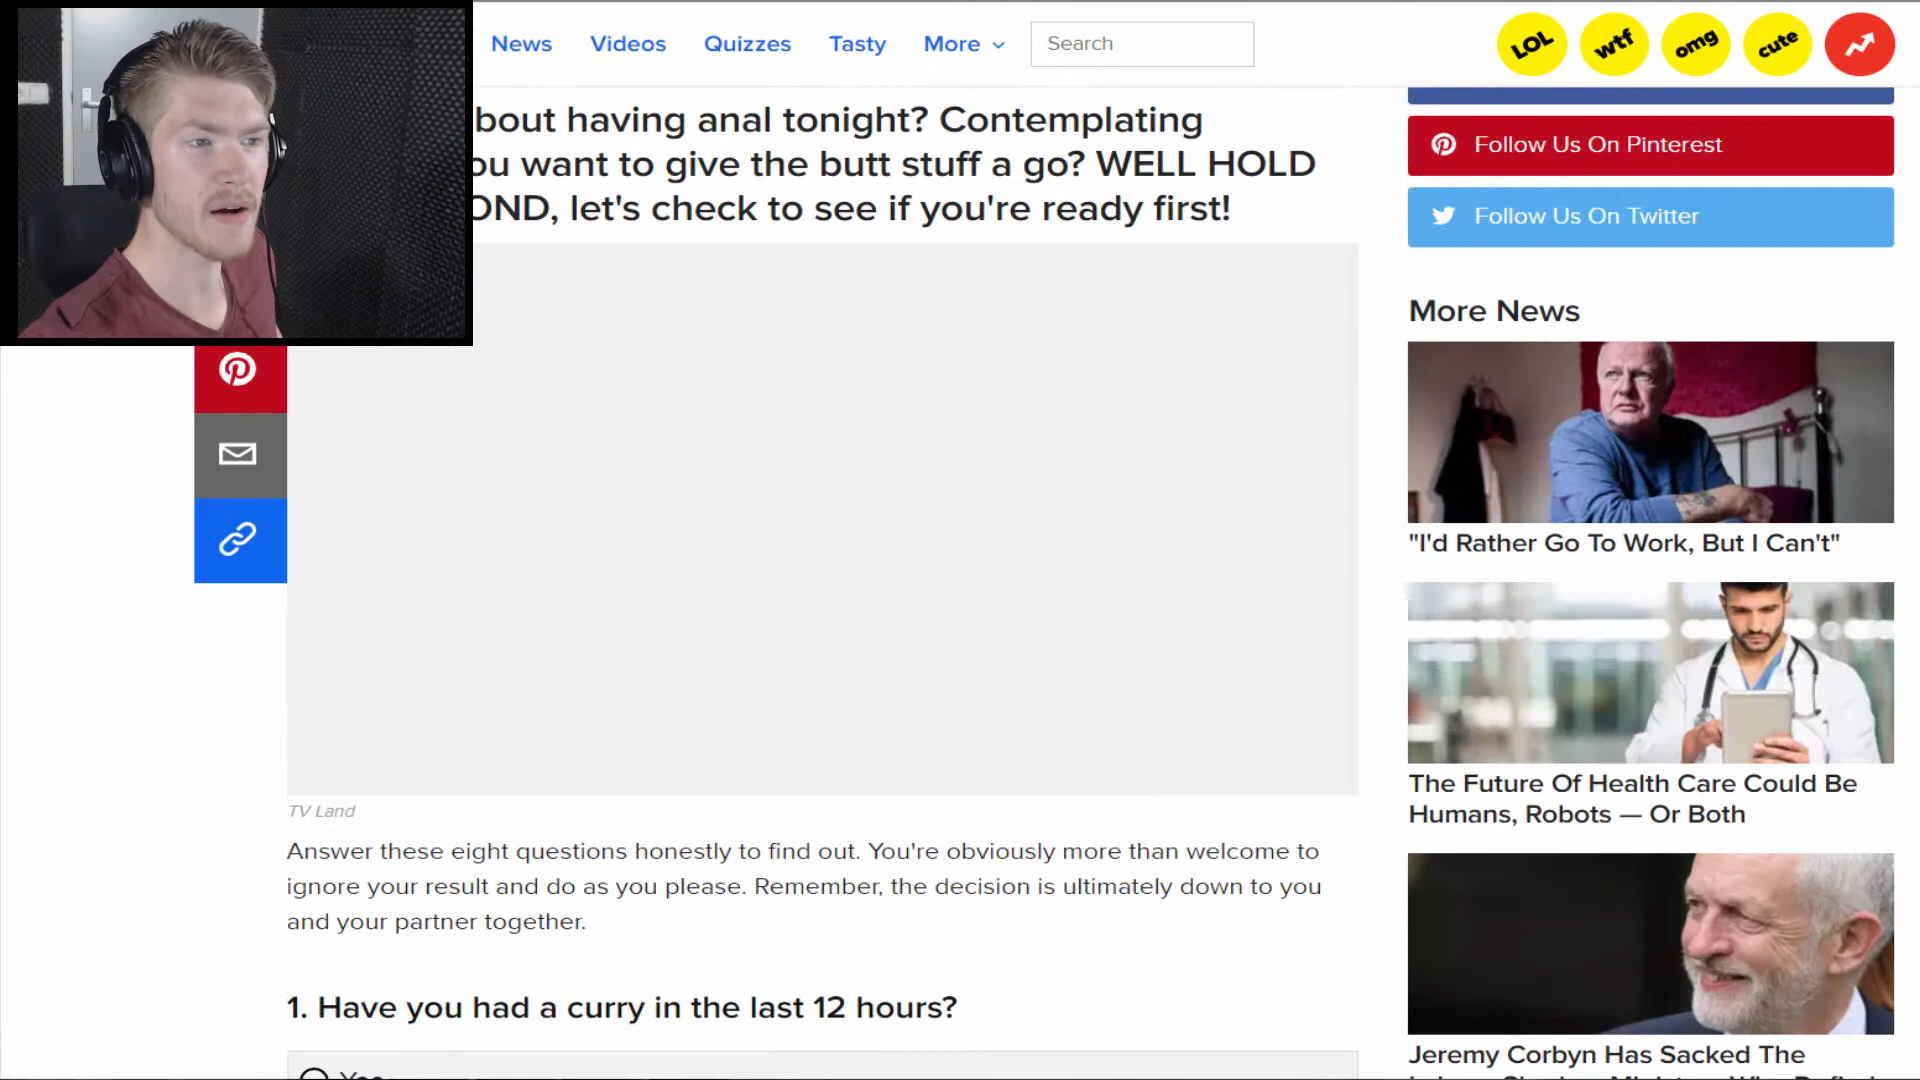 News Videos Quizzes Tasty More Search
LOL wtf omg cute
bout having anal tonight? Contemplating
ou want to give the butt stuff a go? WELL HOLD
OND, let's check to see if you're ready first!
TV Land
Answer these eight questions honestly to find out. You're obviously more than welcome to
ignore your result and do as you please. Remember, the decision is ultimately down to you
and your partner together.
1. Have you had a curry in the last 12 hours?
Follow Us On Pinterest
Follow Us On Twitter
More News
"I'd Rather Go To Work, But I Can't"
The Future Of Health Care Could Be
Humans, Robots — Or Both
Jeremy Corbyn Has Sacked The